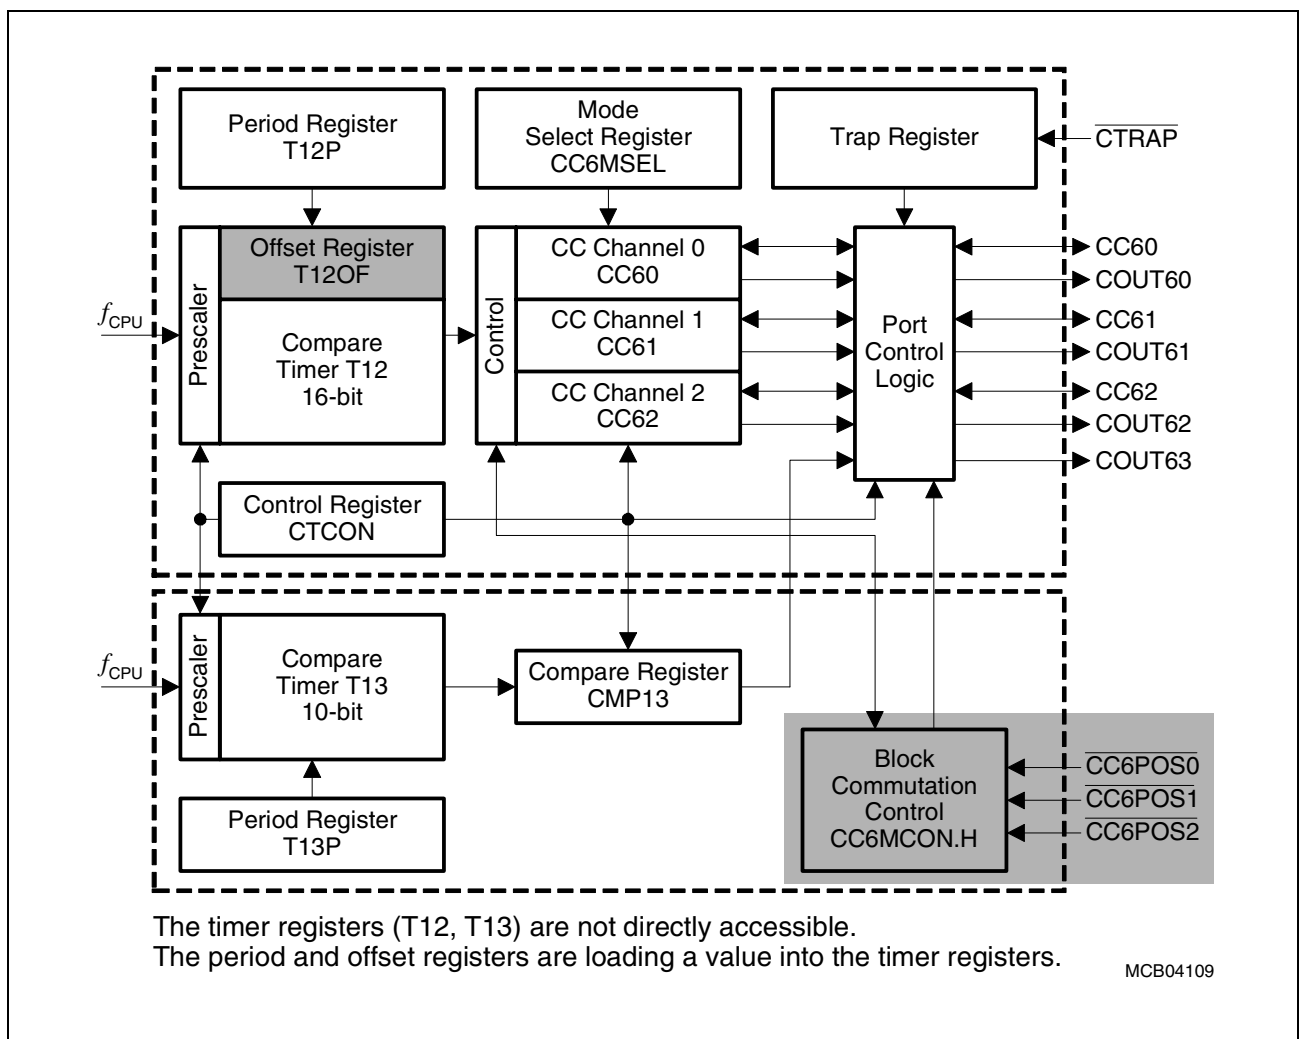 Period Register
T12P
Mode
Select Register
CC6MSEL
Trap Register
CTRAP
Prescaler
Offset Register
T12OF
Compare
Timer T12
16-bit
fCPU
Control
CC Channel 0
CC60
CC Channel 1
CC61
CC Channel 2
CC62
Port
Control
Logic
CC60
COUT60
CC61
COUT61
CC62
COUT62
COUT63
Control Register
CTCON
fCPU
Prescaler
Compare
Timer T13
10-bit
Compare Register
CMP13
Period Register
T13P
Block
Commutation
Control
CC6MCON.H
CC6POS0
CC6POS1
CC6POS2
The timer registers (T12, T13) are not directly accessible.
The period and offset registers are loading a value into the timer registers.
MCB04109